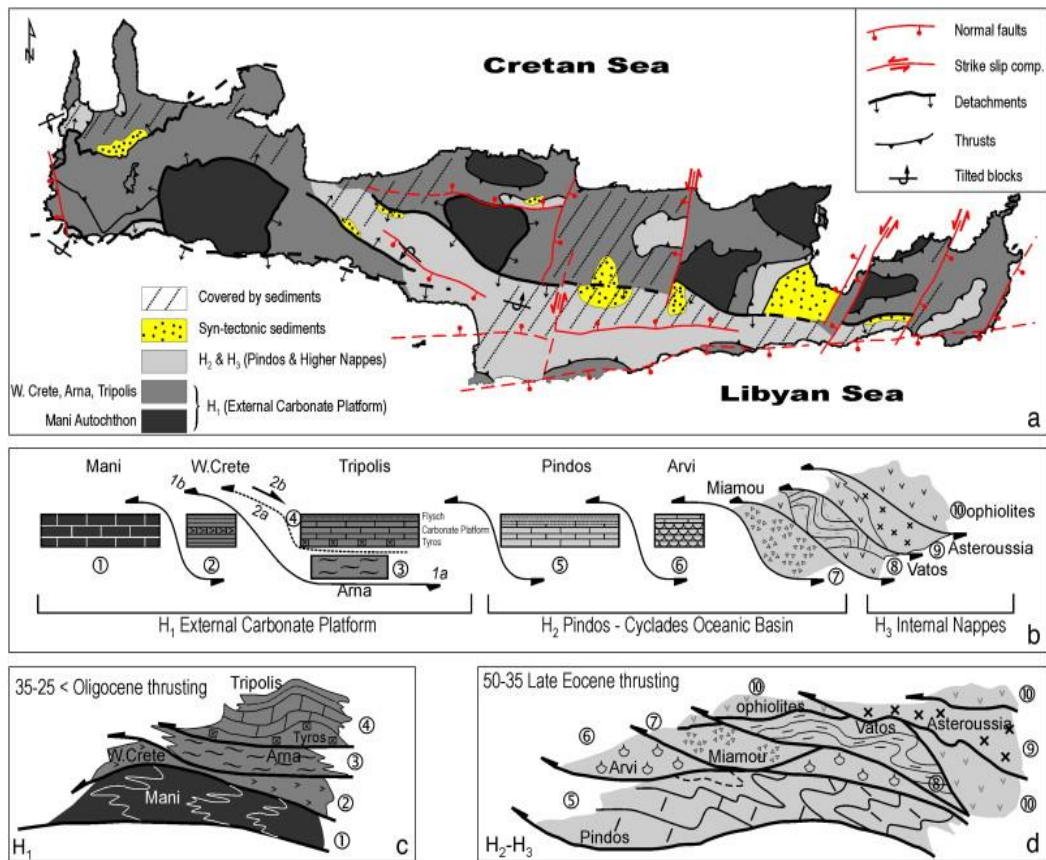 N
Cretan Sea
Normal faults
Strike slip comp.
Detachments
Thrusts
Tilted blocks
Covered by sediments
Syn-tectonic sediments
H₂ & H₃ (Pindos & Higher Nappes)
W. Crete, Arna, Tripolis
H₁ (External Carbonate Platform)
Mani Autochthon
Libyan Sea
a
Mani
W.Crete
Tripolis
Pindos
Arvi
1b
2b
2a
④
Flysch
Carbonate Platform
Tyros
Miamou
⑩ophiolites
Asteroussia
⑨
Vatos
⑧
⑦
①
②
③
Arna
1a
⑤
⑥
H₁ External Carbonate Platform
H₂ Pindos - Cyclades Oceanic Basin
H₃ Internal Nappes
b
35-25 < Oligocene thrusting
Tripolis
④
Tyros
W.Crete
Arna
③
Mani
②
①
H₁
c
50-35 Late Eocene thrusting
⑩
ophiolites
⑩
⑦
⑥
Vatos
Asteroussia
Arvi
Miamou
⑨
⑧
⑤
⑩
Pindos
H₂-H₃
d